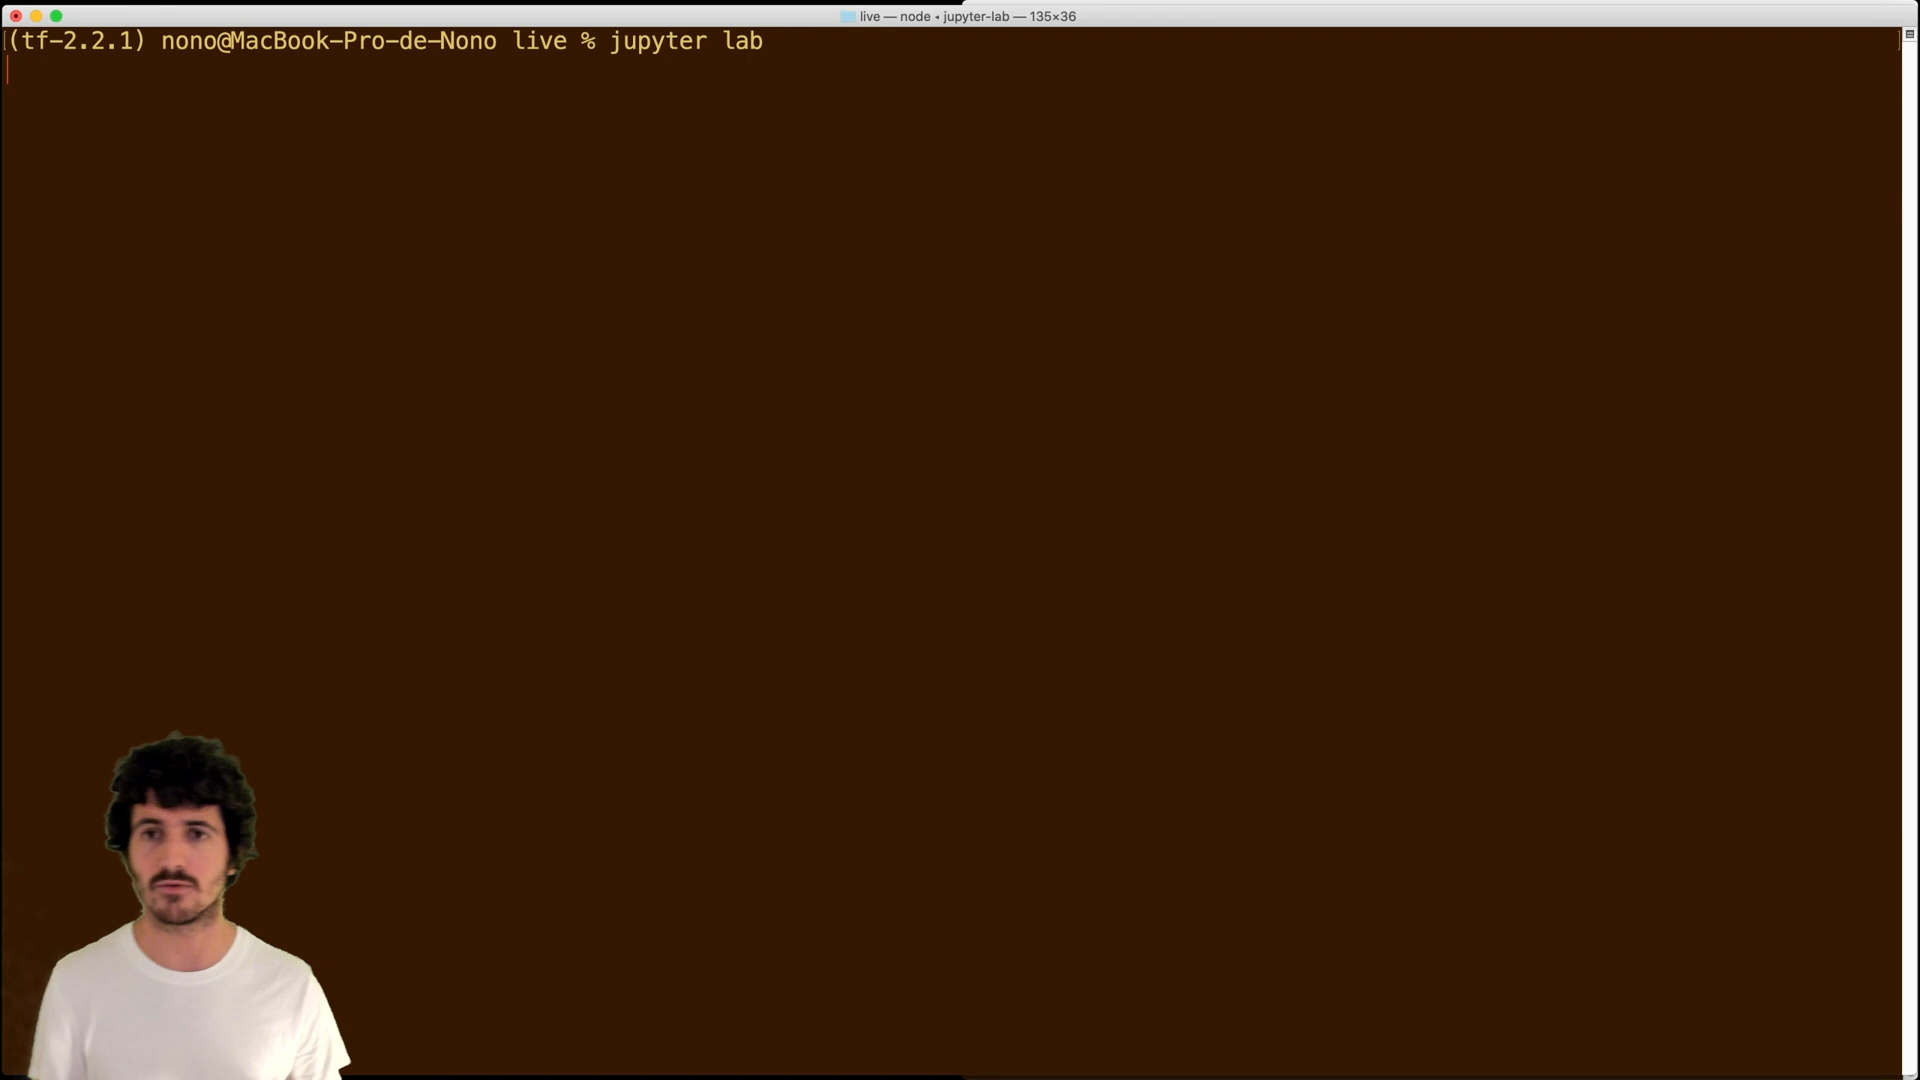 live — node ◂ jupyter-lab — 135×36
(tf-2.2.1) nono@MacBook-Pro-de-Nono live % jupyter lab